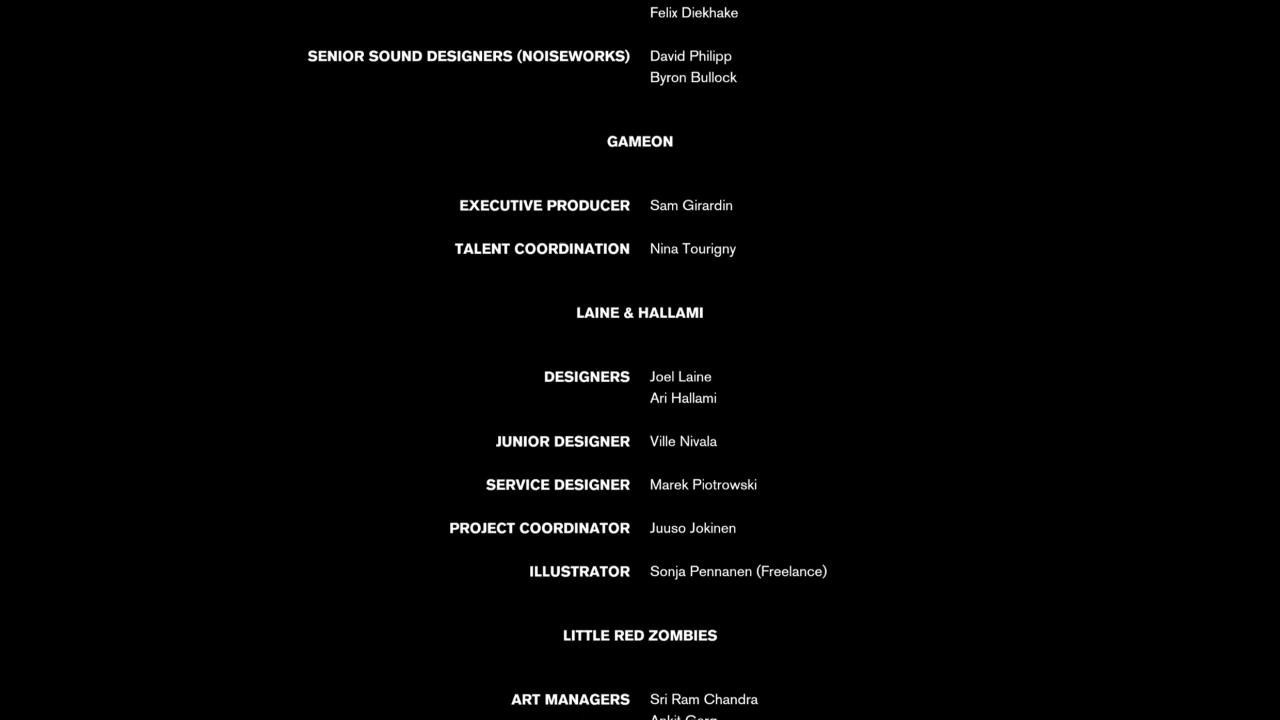 Felix Diekhake
SENIOR SOUND DESIGNERS (NOISEWORKS) David Philipp
Byron Bullock
GAMEON
EXECUTIVE PRODUCER Sam Girardin
TALENT COORDINATION Nina Tourigny
LAINE & HALLAMI
DESIGNERS Joel Laine
Ari Hallami
JUNIOR DESIGNER Ville Nivala
SERVICE DESIGNER Marek Piotrowski
PROJECT COORDINATOR Juuso Jokinen
ILLUSTRATOR Sonja Pennanen (Freelance)
LITTLE RED ZOMBIES
ART MANAGERS Sri Ram Chandra